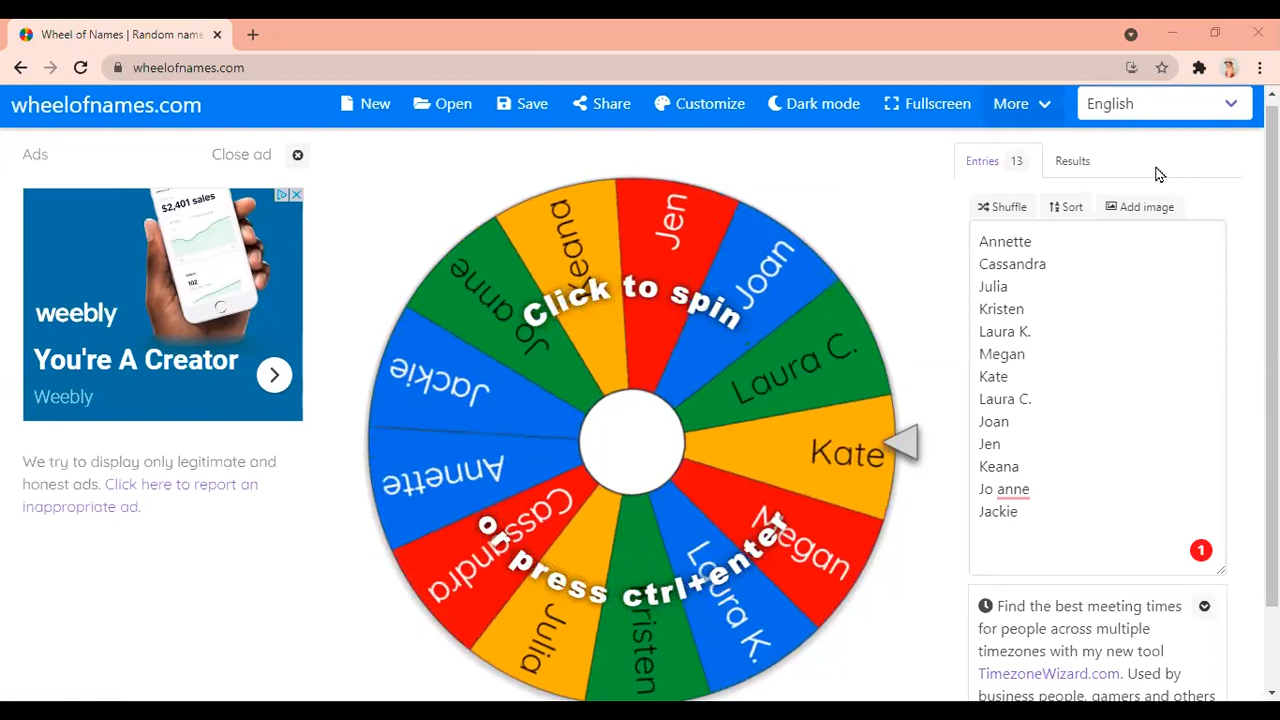 Wheel of Names | Random name
wheelofnames.com
wheelofnames.com
New
Open
Save
Share
Customize
Dark mode
Fullscreen
More
English
Ads
Close ad
$2,401 sales
102
weebly
You're A Creator
Weebly
We try to display only legitimate and
honest ads. Click here to report an
inappropriate ad.
Keana
Jen
Joan
Laura C.
Kate
Megan
Laura K.
Kristen
Julia
Cassandra
Annette
Jackie
Jo anne
Click to spin
or press ctrl+enter
Entries 13
Results
Shuffle
Sort
Add image
Annette
Cassandra
Julia
Kristen
Laura K.
Megan
Kate
Laura C.
Joan
Jen
Keana
Jo anne
Jackie
1
Find the best meeting times
for people across multiple
timezones with my new tool
TimezoneWizard.com. Used by
business people, gamers and others